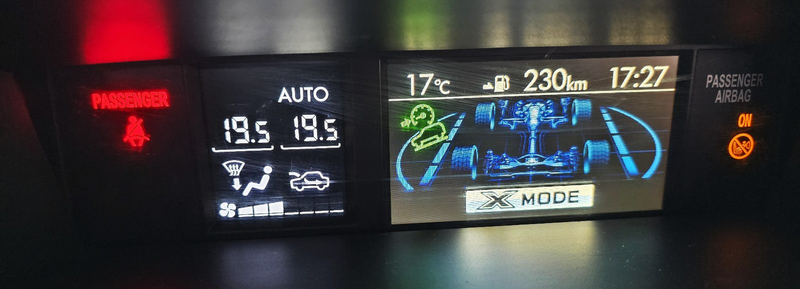 PASSENGER
AUTO
19.5 19.5
17°C 230km 17:27
X MODE
PASSENGER
AIRBAG
ON